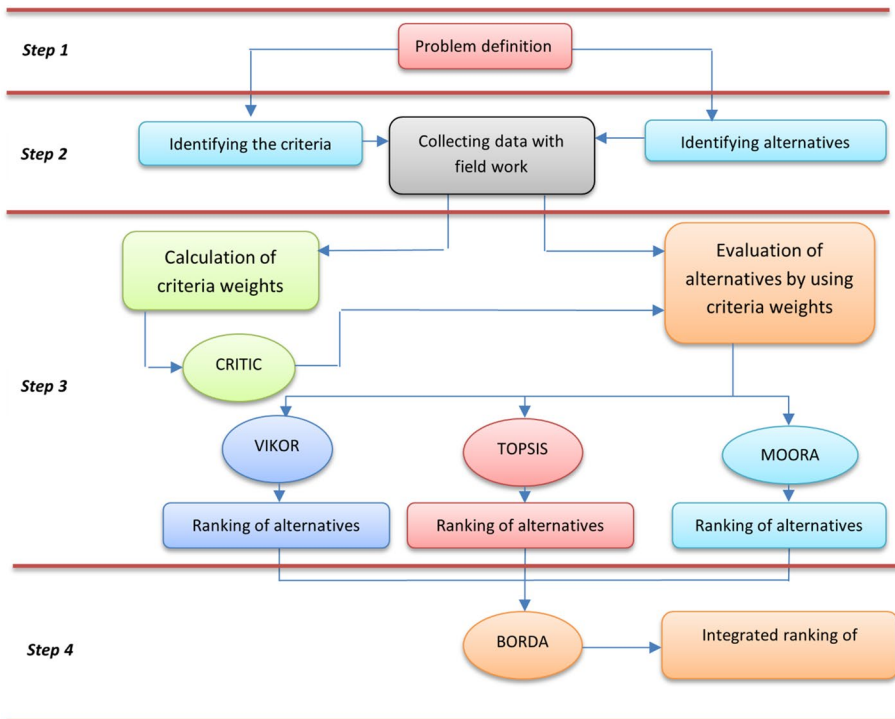 Step 1
Problem definition
Step 2
Identifying the criteria
Collecting data with
field work
Identifying alternatives
Step 3
Calculation of
criteria weights
Evaluation of
alternatives by using
criteria weights
CRITIC
VIKOR
TOPSIS
MOORA
Ranking of alternatives
Ranking of alternatives
Ranking of alternatives
Step 4
BORDA
Integrated ranking of